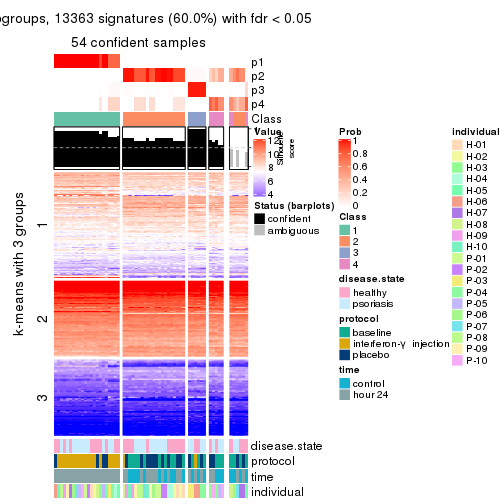 ogroups, 13363 signatures (60.0%) with fdr < 0.05
54 confident samples
p1
p2
p3
p4
Class
k-means with 3 groups
1
2
3
disease.state
protocol
time
individual
Value
12
10
8
6
4
score
Status (barplots)
confident
ambiguous
Prob
1
0.8
0.6
0.4
0.2
0
Class
1
2
3
4
disease.state
healthy
psoriasis
protocol
baseline
interferon-γ injection
placebo
time
control
hour 24
individual
H-01
H-02
H-03
H-04
H-05
H-06
H-07
H-08
H-09
H-10
P-01
P-02
P-03
P-04
P-05
P-06
P-07
P-08
P-09
P-10